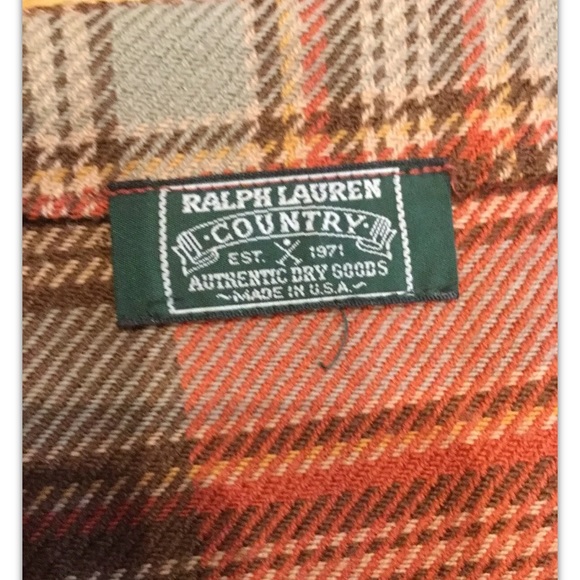 RALPH LAUREN
·COUNTRY·
EST. 1971
AUTHENTIC DRY GOODS
~MADE IN U.S.A.~